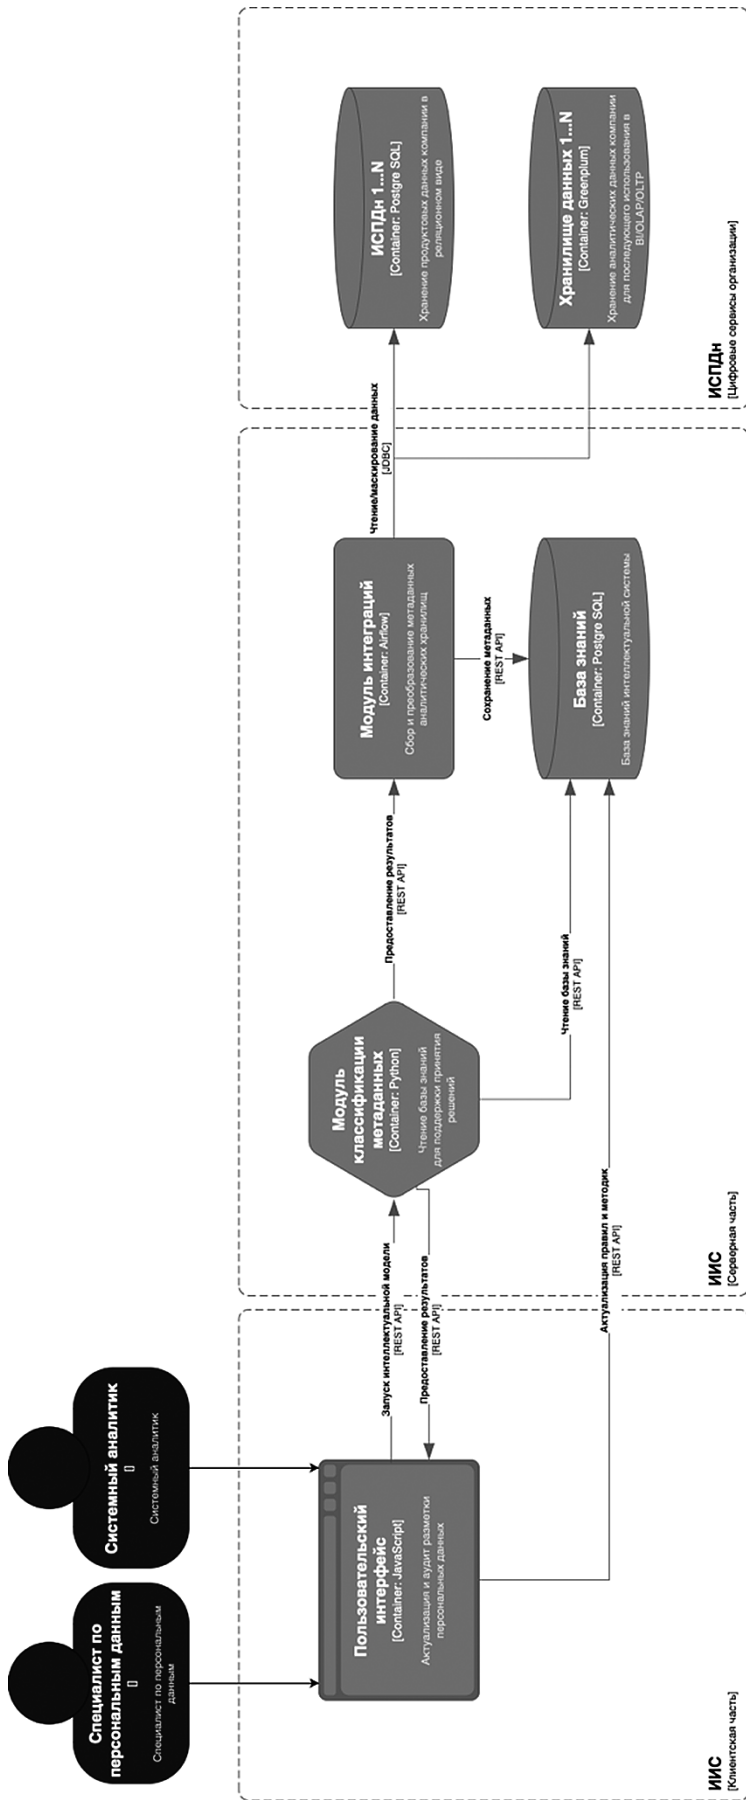 Специалист по
персональным данным
[]
Специалист по персональным
данным
Системный аналитик
[]
Системный аналитик
Пользовательский
интерфейс
[Container: JavaScript]
Актуализация и аудит разметки
персональных данных
ИИС
[Клиентская часть]
Запуск интеллектуальной модели
[REST API]
Предоставление результатов
[REST API]
Актуализация правил и методик
[REST API]
Модуль
классификации
метаданных
[Container: Python]
Чтение базы знаний
для поддержки принятия
решений
Предоставление результатов
[REST API]
Чтение базы знаний
[REST API]
Модуль интеграций
[Container: Airflow]
Сбор и преобразование метаданных
аналитических хранилищ
Сохранение метаданных
[REST API]
База знаний
[Container: Postgre SQL]
База знаний интеллектуальной системы
ИИС
[Серверная часть]
Чтение/маскирование данных
[JDBC]
ИСПДн 1...N
[Container: Postgre SQL]
Хранение продуктовых данных компании в
реляционном виде
Хранилище данных 1...N
[Container: Greenplum]
Хранение аналитических данных компании
для последующего использования в
BI/OLAP/OLTP
ИСПДн
[Цифровые сервисы организации]